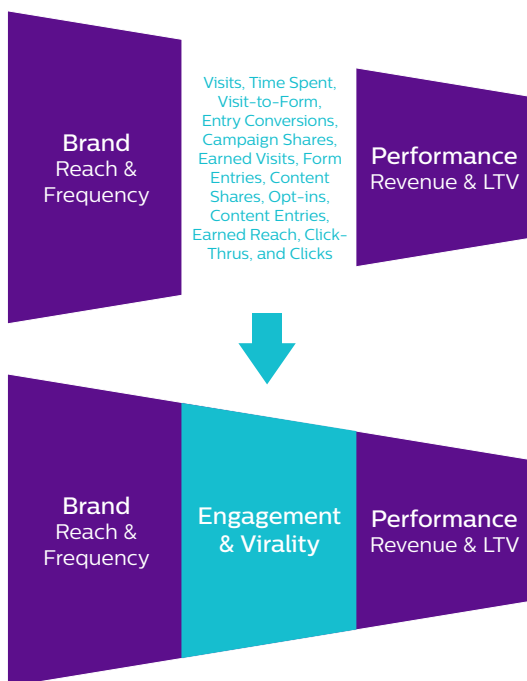 Brand
Reach &
Frequency
Visits, Time Spent,
Visit-to-Form,
Entry Conversions,
Campaign Shares,
Earned Visits, Form
Entries, Content
Shares, Opt-ins,
Content Entries,
Earned Reach, Click-
Thrus, and Clicks
Performance
Revenue & LTV
Brand
Reach &
Frequency
Engagement
& Virality
Performance
Revenue & LTV